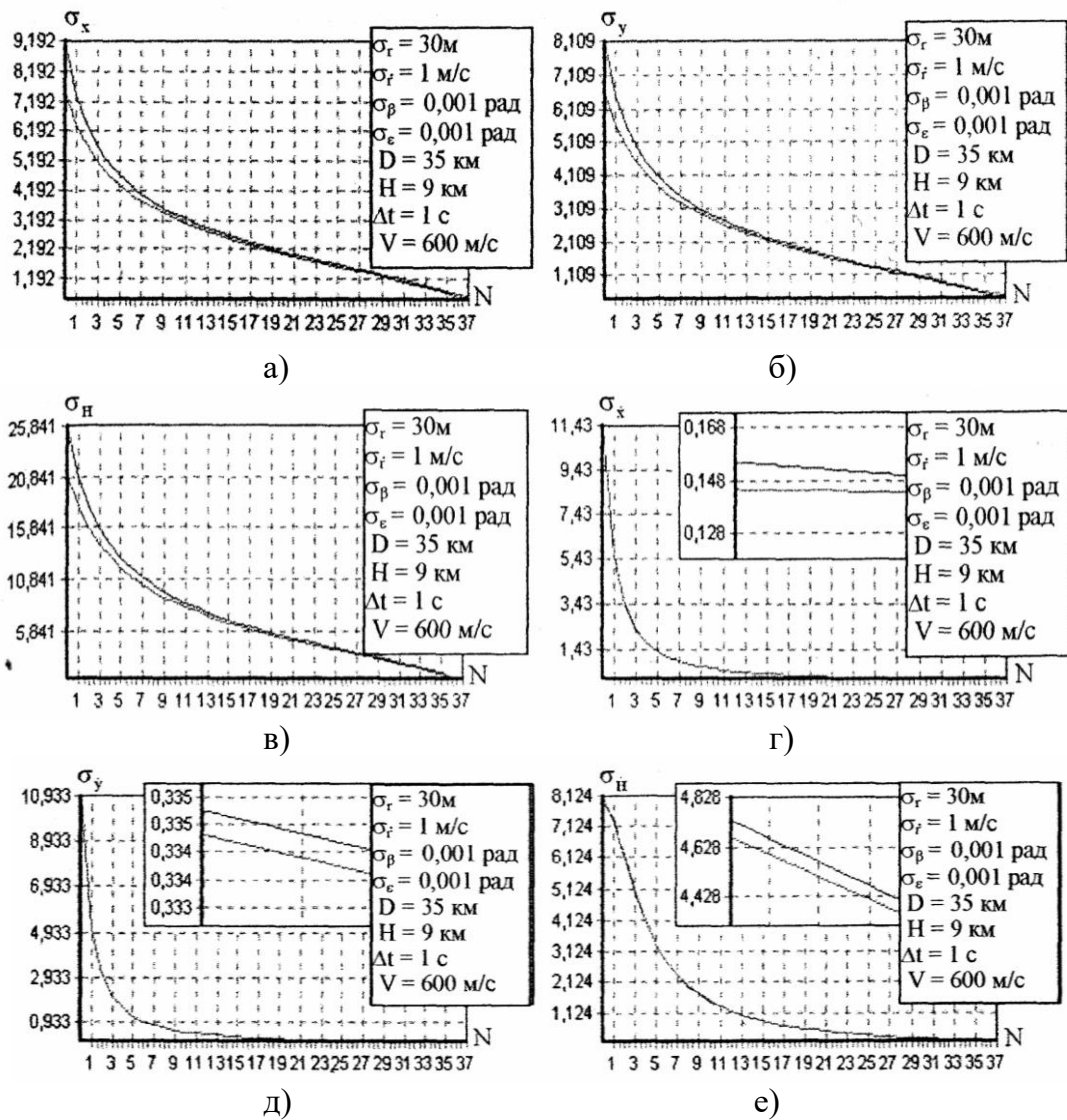 σx
9,192
8,192
7,192
6,192
5,192
4,192
3,192
2,192
1,192
σr = 30м
σṙ = 1 м/с
σβ = 0,001 рад
σε = 0,001 рад
D = 35 км
H = 9 км
Δt = 1 с
V = 600 м/с
N
1 3 5 7 9 11 13 15 17 19 21 23 25 27 29 31 33 35 37
а)
σy
8,109
7,109
6,109
5,109
4,109
3,109
2,109
1,109
σr = 30м
σṙ = 1 м/с
σβ = 0,001 рад
σε = 0,001 рад
D = 35 км
H = 9 км
Δt = 1 с
V = 600 м/с
N
1 3 5 7 9 11 13 15 17 19 21 23 25 27 29 31 33 35 37
б)
σH
25,841
20,841
15,841
10,841
5,841
σr = 30м
σṙ = 1 м/с
σβ = 0,001 рад
σε = 0,001 рад
D = 35 км
H = 9 км
Δt = 1 с
V = 600 м/с
N
1 3 5 7 9 11 13 15 17 19 21 23 25 27 29 31 33 35 37
в)
σẋ
11,43
9,43
7,43
5,43
3,43
1,43
0,168
0,148
0,128
σr = 30м
σṙ = 1 м/с
σβ = 0,001 рад
σε = 0,001 рад
D = 35 км
H = 9 км
Δt = 1 с
V = 600 м/с
N
1 3 5 7 9 11 13 15 17 19 21 23 25 27 29 31 33 35 37
г)
σẏ
10,933
8,933
6,933
4,933
2,933
0,933
0,335
0,335
0,334
0,334
0,333
σr = 30м
σṙ = 1 м/с
σβ = 0,001 рад
σε = 0,001 рад
D = 35 км
H = 9 км
Δt = 1 с
V = 600 м/с
N
1 3 5 7 9 11 13 15 17 19 21 23 25 27 29 31 33 35 37
д)
σḢ
8,124
7,124
6,124
5,124
4,124
3,124
2,124
1,124
4,828
4,628
4,428
σr = 30м
σṙ = 1 м/с
σβ = 0,001 рад
σε = 0,001 рад
D = 35 км
H = 9 км
Δt = 1 с
V = 600 м/с
N
1 3 5 7 9 11 13 15 17 19 21 23 25 27 29 31 33 35 37
е)